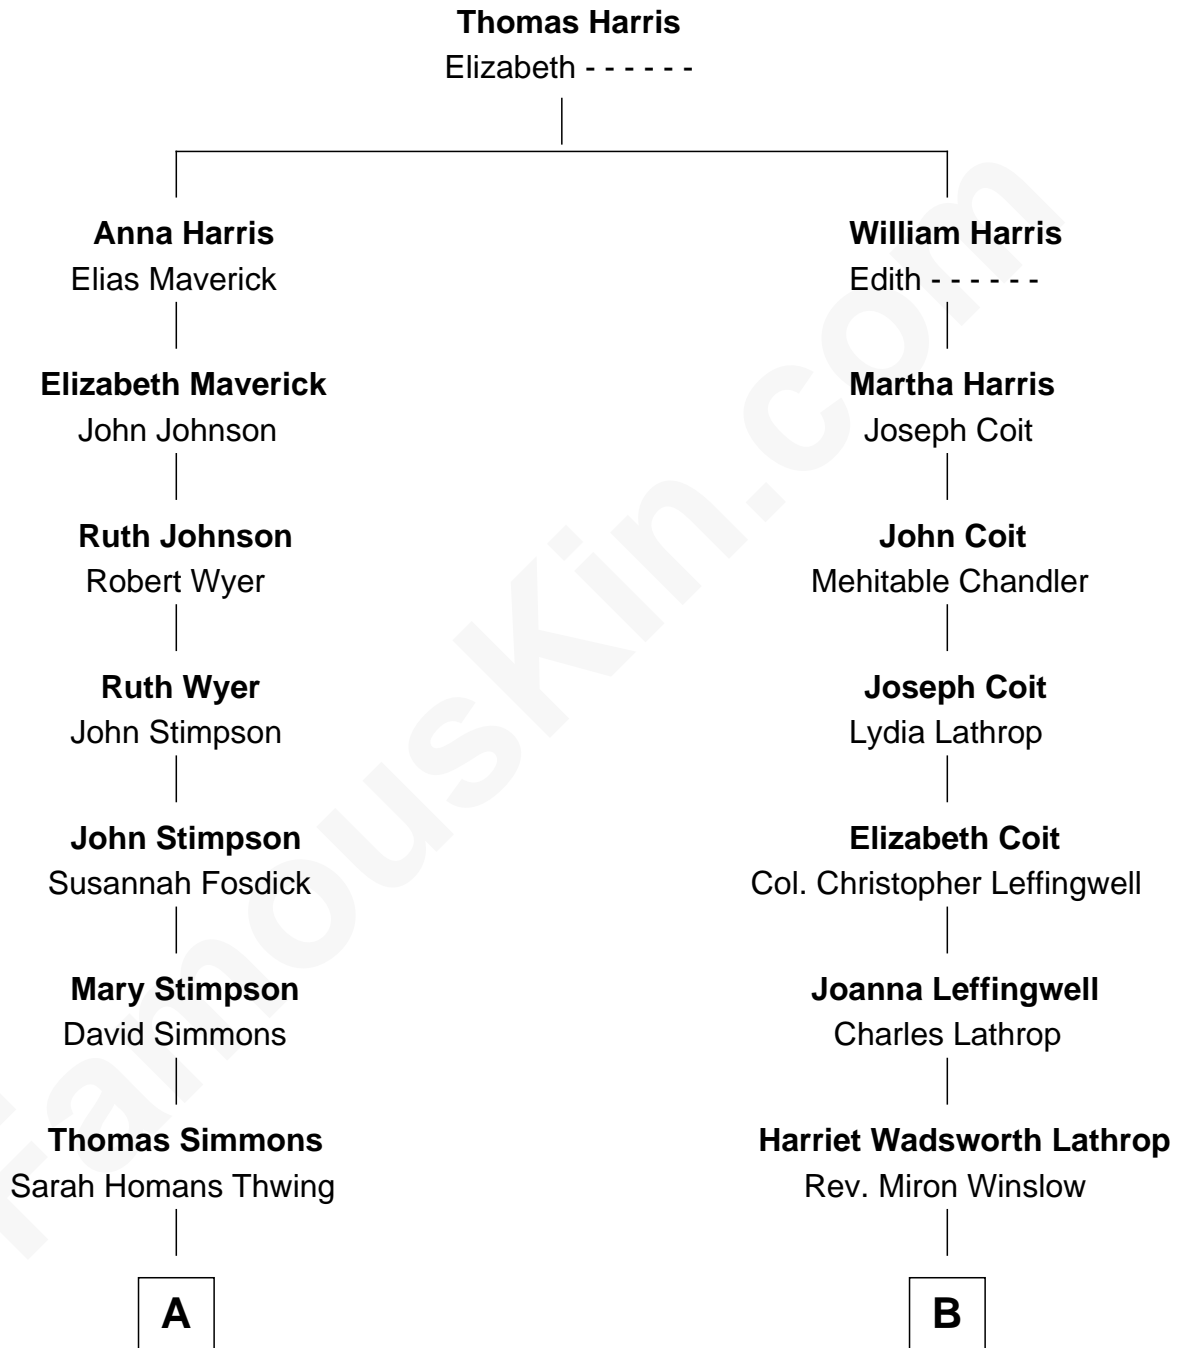 Thomas Harris
Elizabeth - - - - - -
Anna Harris
Elias Maverick
William Harris
Edith - - - - - -
Elizabeth Maverick
John Johnson
Martha Harris
Joseph Coit
Ruth Johnson
Robert Wyer
John Coit
Mehitable Chandler
Ruth Wyer
John Stimpson
Joseph Coit
Lydia Lathrop
John Stimpson
Susannah Fosdick
Elizabeth Coit
Col. Christopher Leffingwell
Mary Stimpson
David Simmons
Joanna Leffingwell
Charles Lathrop
Thomas Simmons
Sarah Homans Thwing
Harriet Wadsworth Lathrop
Rev. Miron Winslow
A
B
FamousKin.com